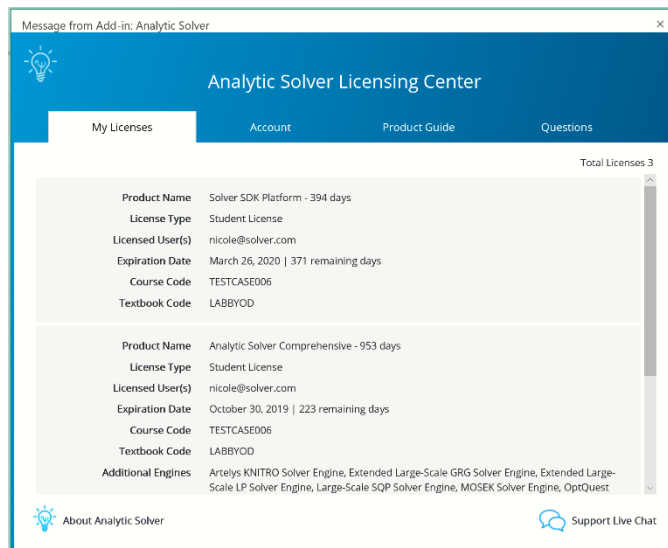 Message from Add-in: Analytic Solver
Analytic Solver Licensing Center
My Licenses Account Product Guide Questions
Total Licenses 3
Product Name Solver SDK Platform - 394 days
License Type Student License
Licensed User(s) nicole@solver.com
Expiration Date March 26, 2020 | 371 remaining days
Course Code TESTCASE006
Textbook Code LABBYOD
Product Name Analytic Solver Comprehensive - 953 days
License Type Student License
Licensed User(s) nicole@solver.com
Expiration Date October 30, 2019 | 223 remaining days
Course Code TESTCASE006
Textbook Code LABBYOD
Additional Engines Artelys KNITRO Solver Engine, Extended Large-Scale GRG Solver Engine, Extended Large-
Scale LP Solver Engine, Large-Scale SQP Solver Engine, MOSEK Solver Engine, OptQuest
About Analytic Solver Support Live Chat